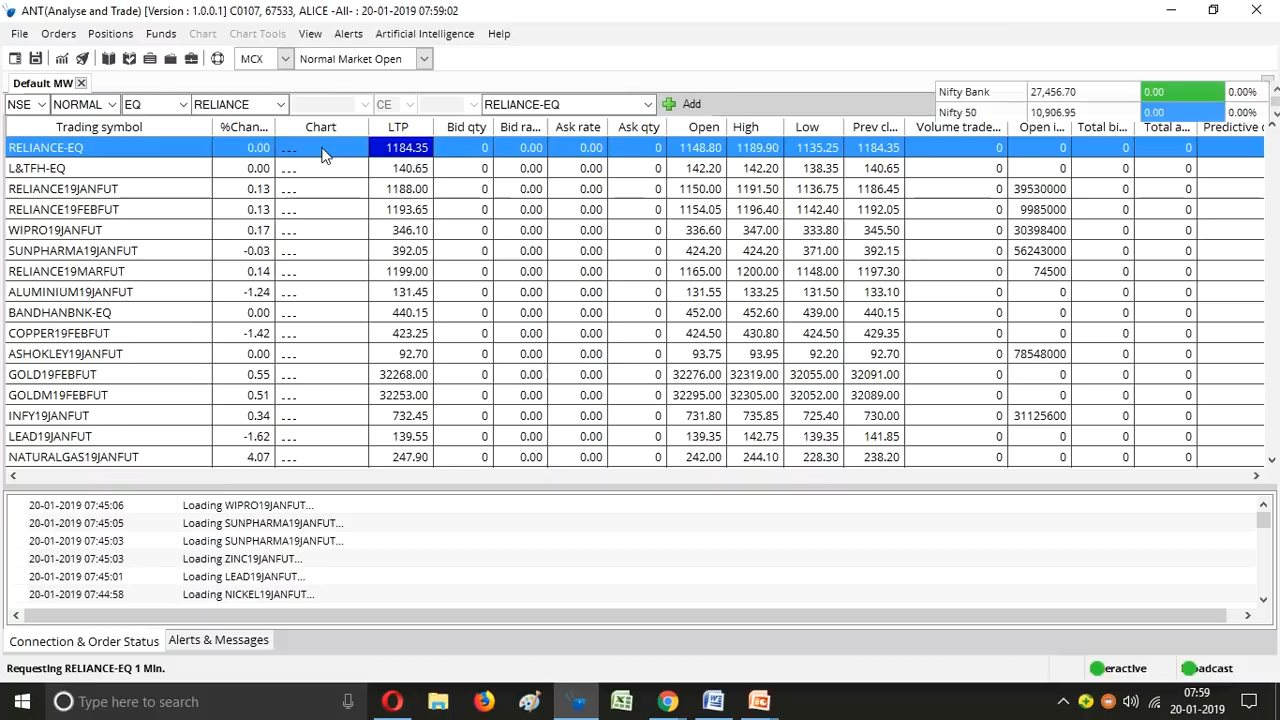 ANT(Analyse and Trade) [Version : 1.0.0.1] C0107, 67533, ALICE -All- : 20-01-2019 07:59:02
File Orders Positions Funds Chart Chart Tools View Alerts Artificial Intelligence Help
MCX Normal Market Open
Default MW
NSE NORMAL EQ RELIANCE CE RELIANCE-EQ Add
Nifty Bank 27,456.70 0.00 0.00%
Nifty 50 10,906.95 0.00 0.00%
Trading symbol %Chan... Chart LTP Bid qty Bid ra... Ask rate Ask qty Open High Low Prev cl... Volume trade... Open i... Total bi... Total a... Predictive
RELIANCE-EQ 0.00 --- 1184.35 0 0.00 0.00 0 1148.80 1189.90 1135.25 1184.35 0 0 0 0
L&TFH-EQ 0.00 --- 140.65 0 0.00 0.00 0 142.20 142.20 138.35 140.65 0 0 0 0
RELIANCE19JANFUT 0.13 --- 1188.00 0 0.00 0.00 0 1150.00 1191.50 1136.75 1186.45 0 39530000 0 0
RELIANCE19FEBFUT 0.13 --- 1193.65 0 0.00 0.00 0 1154.05 1196.40 1142.40 1192.05 0 9985000 0 0
WIPRO19JANFUT 0.17 --- 346.10 0 0.00 0.00 0 336.60 347.00 333.80 345.50 0 30398400 0 0
SUNPHARMA19JANFUT -0.03 --- 392.05 0 0.00 0.00 0 424.20 424.20 371.00 392.15 0 56243000 0 0
RELIANCE19MARFUT 0.14 --- 1199.00 0 0.00 0.00 0 1165.00 1200.00 1148.00 1197.30 0 74500 0 0
ALUMINIUM19JANFUT -1.24 --- 131.45 0 0.00 0.00 0 131.55 133.25 131.50 133.10 0 0 0 0
BANDHANBNK-EQ 0.00 --- 440.15 0 0.00 0.00 0 452.00 452.60 439.00 440.15 0 0 0 0
COPPER19FEBFUT -1.42 --- 423.25 0 0.00 0.00 0 424.50 430.80 424.50 429.35 0 0 0 0
ASHOKLEY19JANFUT 0.00 --- 92.70 0 0.00 0.00 0 93.75 93.95 92.20 92.70 0 78548000 0 0
GOLD19FEBFUT 0.55 --- 32268.00 0 0.00 0.00 0 32276.00 32319.00 32055.00 32091.00 0 0 0 0
GOLDM19FEBFUT 0.51 --- 32253.00 0 0.00 0.00 0 32295.00 32305.00 32052.00 32089.00 0 0 0 0
INFY19JANFUT 0.34 --- 732.45 0 0.00 0.00 0 731.80 735.85 725.40 730.00 0 31125600 0 0
LEAD19JANFUT -1.62 --- 139.55 0 0.00 0.00 0 139.35 142.75 139.35 141.85 0 0 0 0
NATURALGAS19JANFUT 4.07 --- 247.90 0 0.00 0.00 0 242.00 244.10 228.30 238.20 0 0 0 0
20-01-2019 07:45:06 Loading WIPRO19JANFUT...
20-01-2019 07:45:05 Loading SUNPHARMA19JANFUT...
20-01-2019 07:45:03 Loading SUNPHARMA19JANFUT...
20-01-2019 07:45:03 Loading ZINC19JANFUT...
20-01-2019 07:45:01 Loading LEAD19JANFUT...
20-01-2019 07:44:58 Loading NICKEL19JANFUT...
Connection & Order Status Alerts & Messages
Requesting RELIANCE-EQ 1 Min. eractive adcast
Type here to search
07:59
20-01-2019